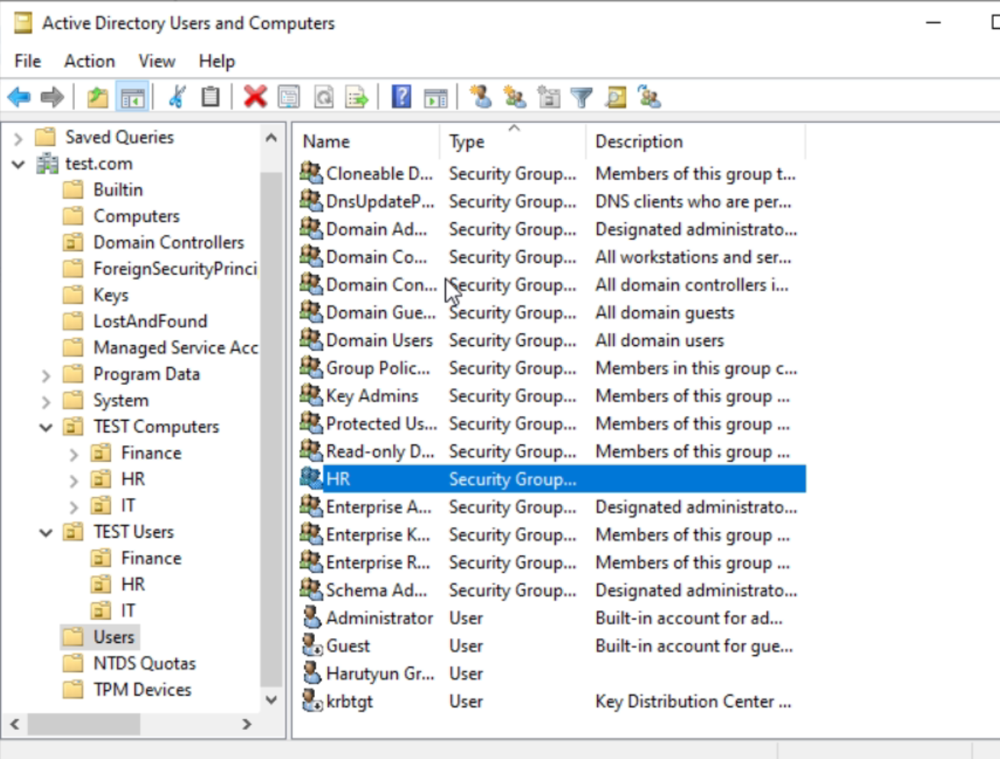 Active Directory Users and Computers
File Action View Help
Saved Queries
test.com
Builtin
Computers
Domain Controllers
ForeignSecurityPrinci
Keys
LostAndFound
Managed Service Acc
Program Data
System
TEST Computers
Finance
HR
IT
TEST Users
Finance
HR
IT
Users
NTDS Quotas
TPM Devices
Name Type Description
Cloneable D... Security Group... Members of this group t...
DnsUpdateP... Security Group... DNS clients who are per...
Domain Ad... Security Group... Designated administrato...
Domain Co... Security Group... All workstations and ser...
Domain Con... Security Group... All domain controllers i...
Domain Gue... Security Group... All domain guests
Domain Users Security Group... All domain users
Group Polic... Security Group... Members in this group c...
Key Admins Security Group... Members of this group ...
Protected Us... Security Group... Members of this group ...
Read-only D... Security Group... Members of this group ...
HR Security Group...
Enterprise A... Security Group... Designated administrato...
Enterprise K... Security Group... Members of this group ...
Enterprise R... Security Group... Members of this group ...
Schema Ad... Security Group... Designated administrato...
Administrator User Built-in account for ad...
Guest User Built-in account for gue...
Harutyun Gr... User
krbtgt User Key Distribution Center ...